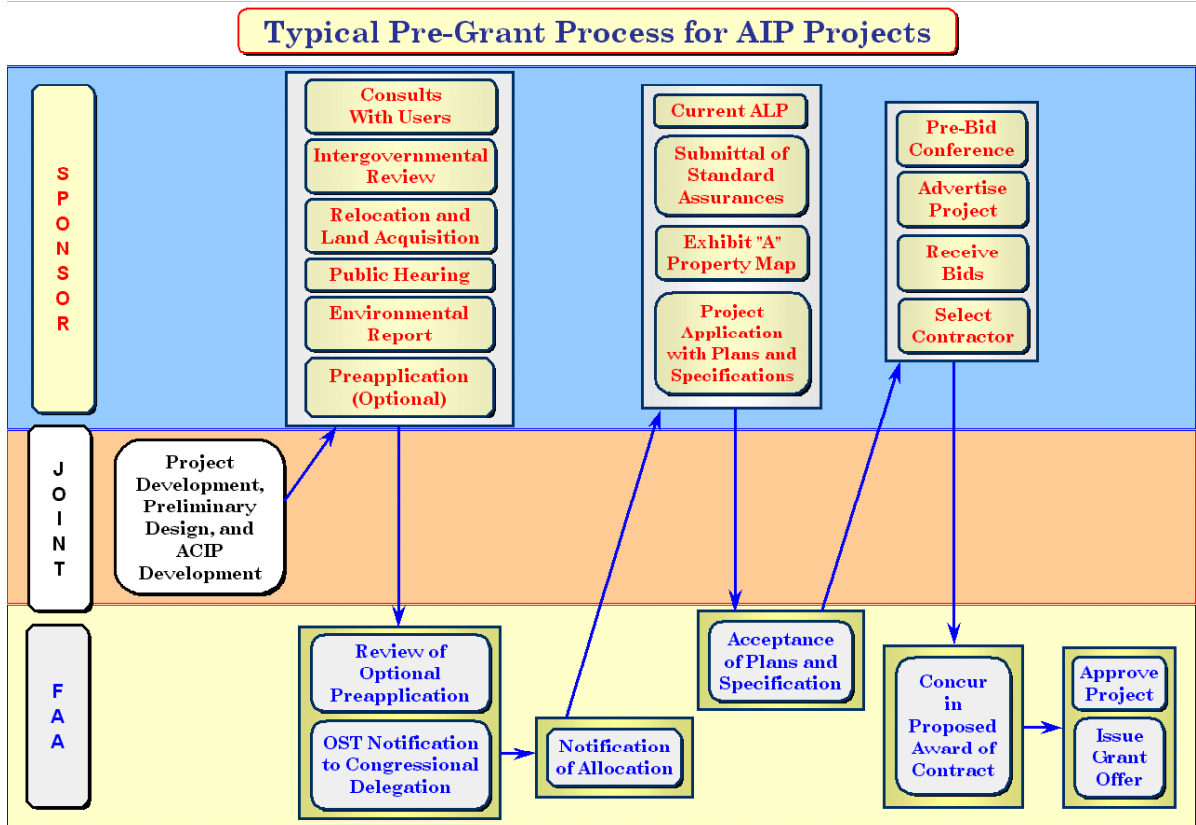 Typical Pre-Grant Process for AIP Projects
SPONSOR
Consults
With Users
Intergovernmental
Review
Relocation and
Land Acquisition
Public Hearing
Environmental
Report
Preapplication
(Optional)
Current ALP
Submittal of
Standard
Assurances
Exhibit "A"
Property Map
Project
Application
with Plans and
Specifications
Pre-Bid
Conference
Advertise
Project
Receive
Bids
Select
Contractor
JOINT
Project
Development,
Preliminary
Design, and
ACIP
Development
FAA
Review of
Optional
Preapplication
OST Notification
to Congressional
Delegation
Notification
of Allocation
Acceptance
of Plans and
Specification
Concur
in
Proposed
Award of
Contract
Approve
Project
Issue
Grant
Offer